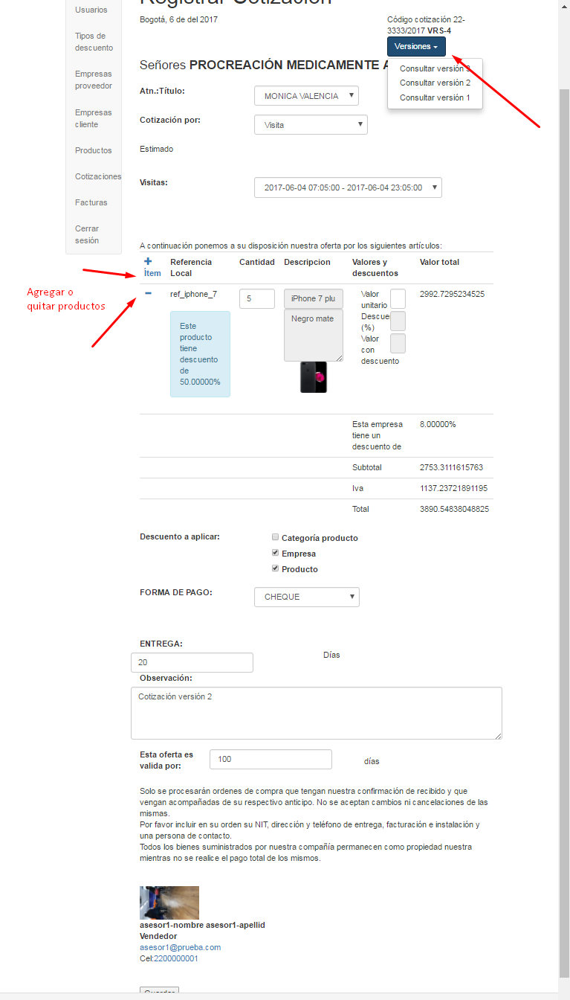 Registrar Cotización
Usuarios
Tipos de
descuento
Empresas
proveedor
Empresas
cliente
Productos
Cotizaciones
Facturas
Cerrar
sesión
Bogotá, 6 de del 2017
Código cotización 22-
3333/2017 VRS-4
Versiones
Consultar versión 3
Consultar versión 2
Consultar versión 1
Señores PROCREACIÓN MEDICAMENTE
Atn.:Título:
MONICA VALENCIA
Cotización por:
Visita
Estimado
Visitas:
2017-06-04 07:05:00 - 2017-06-04 23:05:00
A continuación ponemos a su disposición nuestra oferta por los siguientes artículos:
+
Ítem
Referencia
Local
Cantidad
Descripcion
Valores y
descuentos
Valor total
Agregar o
quitar productos
-
ref_iphone_7
Este
producto
tiene
descuento
de
50.00000%
5
iPhone 7 plu
Negro mate
Valor
unitario
Descue
(%)
Valor
con
descuento
2992.7295234525
Esta empresa
tiene un
descuento de
8.00000%
Subtotal
2753.3111615763
Iva
1137.23721891195
Total
3890.54838048825
Descuento a aplicar:
Categoría producto
Empresa
Producto
FORMA DE PAGO:
CHEQUE
ENTREGA:
20
Días
Observación:
Cotización versión 2
Esta oferta es
valida por:
100
días
Solo se procesarán ordenes de compra que tengan nuestra confirmación de recibido y que
vengan acompañadas de su respectivo anticipo. No se aceptan cambios ni cancelaciones de las
mismas.
Por favor incluir en su orden su NIT, dirección y teléfono de entrega, facturación e instalación y
una persona de contacto.
Todos los bienes suministrados por nuestra compañía permanecen como propiedad nuestra
mientras no se realice el pago total de los mismos.
asesor1-nombre asesor1-apellid
Vendedor
asesor1@prueba.com
Cel:2200000001
Guardar